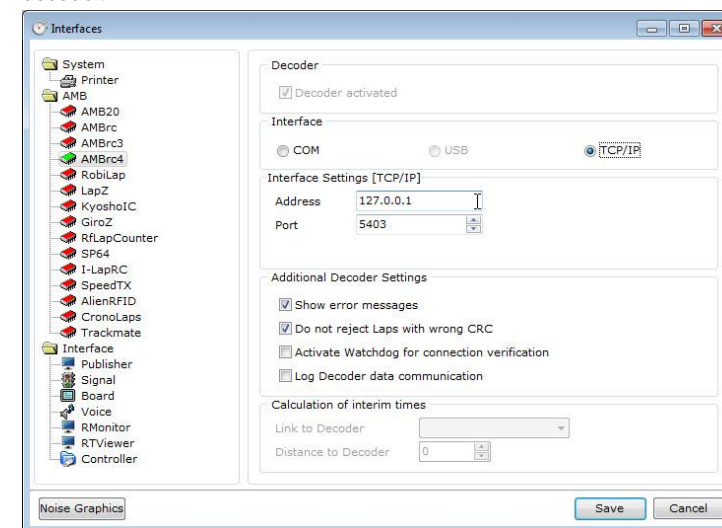 Interfaces
System
Printer
AMB
AMB20
AMBrc
AMBrc3
AMBrc4
RobiLap
LapZ
KyoshoIC
GiroZ
RfLapCounter
SP64
I-LapRC
SpeedTX
AlienRFID
CronoLaps
Trackmate
Interface
Publisher
Signal
Board
Voice
RMonitor
RTViewer
Controller
Decoder
Decoder activated
Interface
COM USB TCP/IP
Interface Settings [TCP/IP]
Address 127.0.0.1
Port 5403
Additional Decoder Settings
Show error messages
Do not reject Laps with wrong CRC
Activate Watchdog for connection verification
Log Decoder data communication
Calculation of interim times
Link to Decoder
Distance to Decoder 0
Noise Graphics Save Cancel